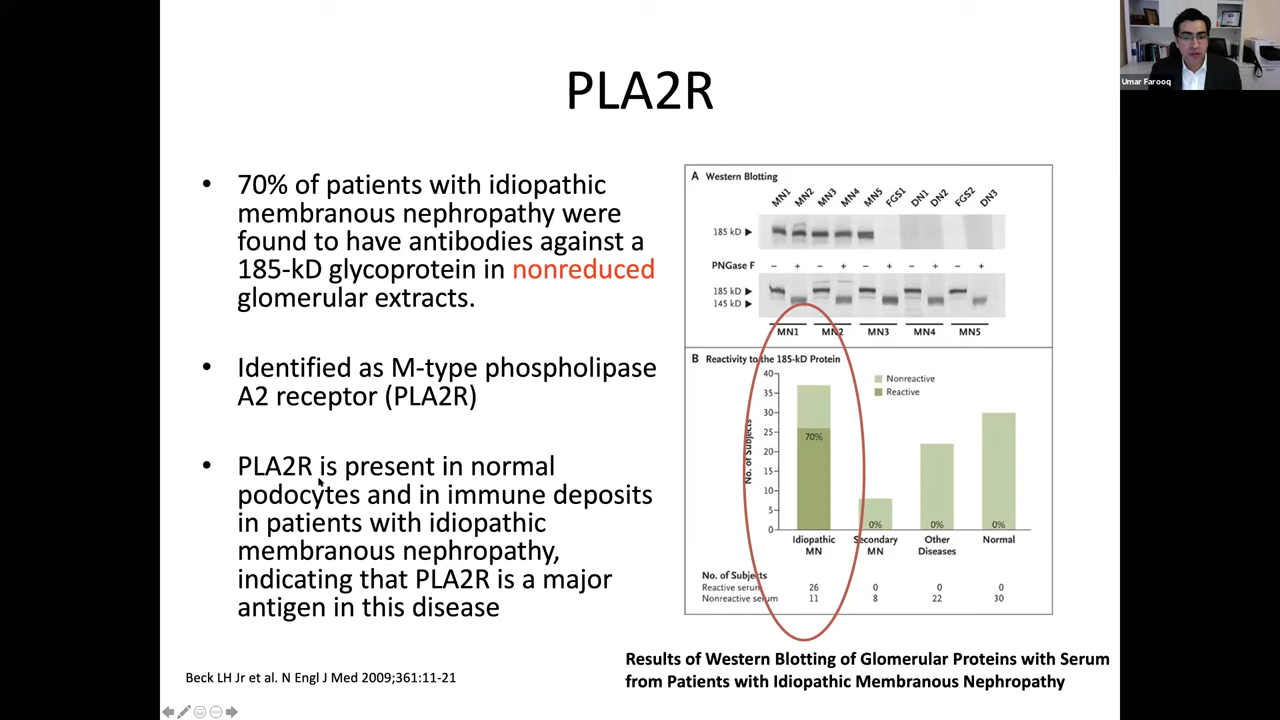 Umar Farooq
PLA2R
• 70% of patients with idiopathic
membranous nephropathy were
found to have antibodies against a
185-kD glycoprotein in nonreduced
glomerular extracts.
• Identified as M-type phospholipase
A2 receptor (PLA2R)
• PLA2R is present in normal
podocytes and in immune deposits
in patients with idiopathic
membranous nephropathy,
indicating that PLA2R is a major
antigen in this disease
Beck LH Jr et al. N Engl J Med 2009;361:11-21
A Western Blotting
MN1 MN2 MN3 MN4 MN5 FGS1 DN1 DN2 FGS2 DN3
185 kD ▶
PNGase F − + − + − + − + − +
185 kD ▶
145 kD ▶
MN1 MN2 MN3 MN4 MN5
B Reactivity to the 185-kD Protein
Nonreactive
Reactive
No. of Subjects
40
35
30
25
20
15
10
5
0
70% 0% 0% 0%
Idiopathic MN
Secondary MN
Other Diseases
Normal
No. of Subjects
Reactive serum 26 0 0 0
Nonreactive serum 11 8 22 30
Results of Western Blotting of Glomerular Proteins with Serum
from Patients with Idiopathic Membranous Nephropathy